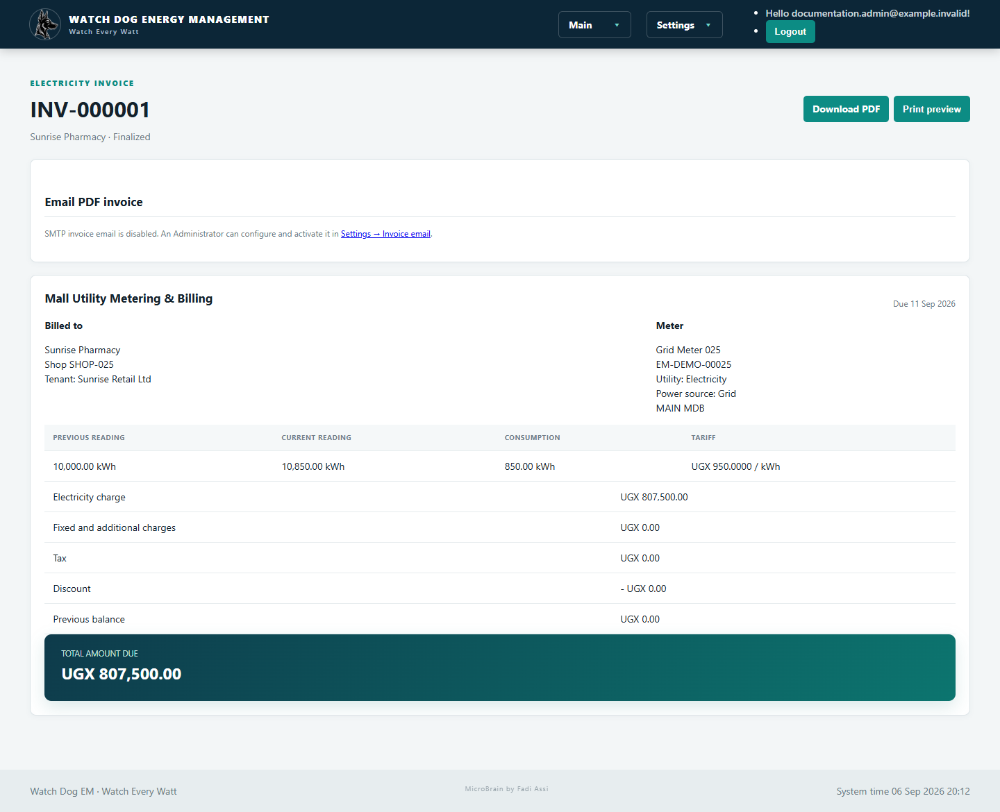 WATCH DOG ENERGY MANAGEMENT
Watch Every Watt
Main
Settings
Hello documentation.admin@example.invalid!
Logout
ELECTRICITY INVOICE
INV-000001
Sunrise Pharmacy · Finalized
Download PDF
Print preview
Email PDF invoice
SMTP invoice email is disabled. An Administrator can configure and activate it in Settings → Invoice email.
Mall Utility Metering & Billing
Due 11 Sep 2026
Billed to
Sunrise Pharmacy
Shop SHOP-025
Tenant: Sunrise Retail Ltd
Meter
Grid Meter 025
EM-DEMO-00025
Utility: Electricity
Power source: Grid
MAIN MDB
PREVIOUS READING CURRENT READING CONSUMPTION TARIFF
10,000.00 kWh 10,850.00 kWh 850.00 kWh UGX 950.0000 / kWh
Electricity charge UGX 807,500.00
Fixed and additional charges UGX 0.00
Tax UGX 0.00
Discount - UGX 0.00
Previous balance UGX 0.00
TOTAL AMOUNT DUE
UGX 807,500.00
Watch Dog EM · Watch Every Watt
MicroBrain by Fadi Assi
System time 06 Sep 2026 20:12